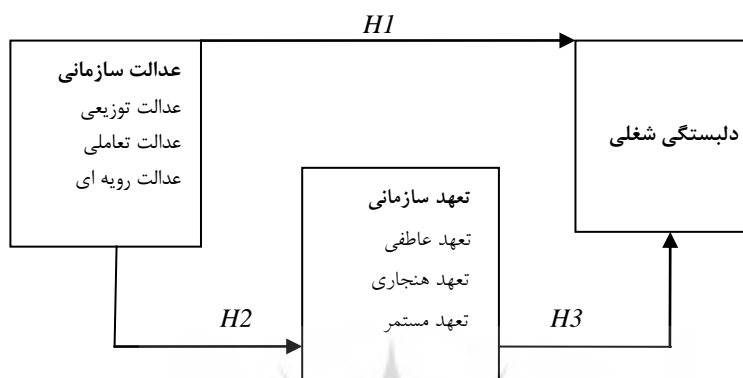 H1
عدالت سازمانی
عدالت توزیعی
عدالت تعاملی
عدالت رویه ای
دلبستگی شغلی
تعهد سازمانی
تعهد عاطفی
تعهد هنجاری
تعهد مستمر
H2
H3